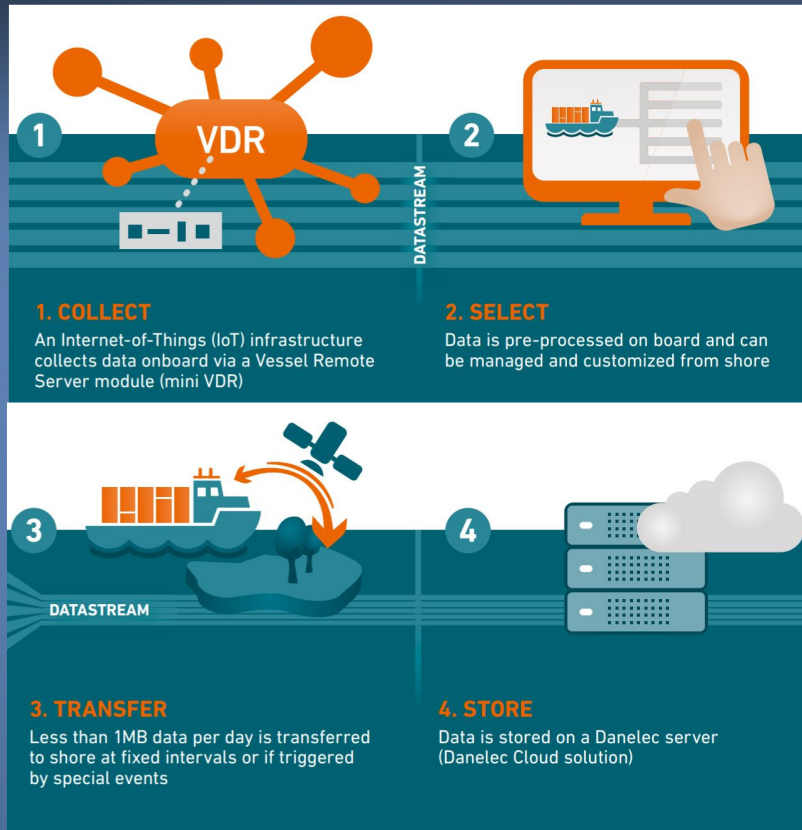 1
VDR
2
DATASTREAM
1. COLLECT
An Internet-of-Things (IoT) infrastructure
collects data onboard via a Vessel Remote
Server module (mini VDR)
2. SELECT
Data is pre-processed on board and can
be managed and customized from shore
3
4
DATASTREAM
3. TRANSFER
Less than 1MB data per day is transferred
to shore at fixed intervals or if triggered
by special events
4. STORE
Data is stored on a Danelec server
(Danelec Cloud solution)